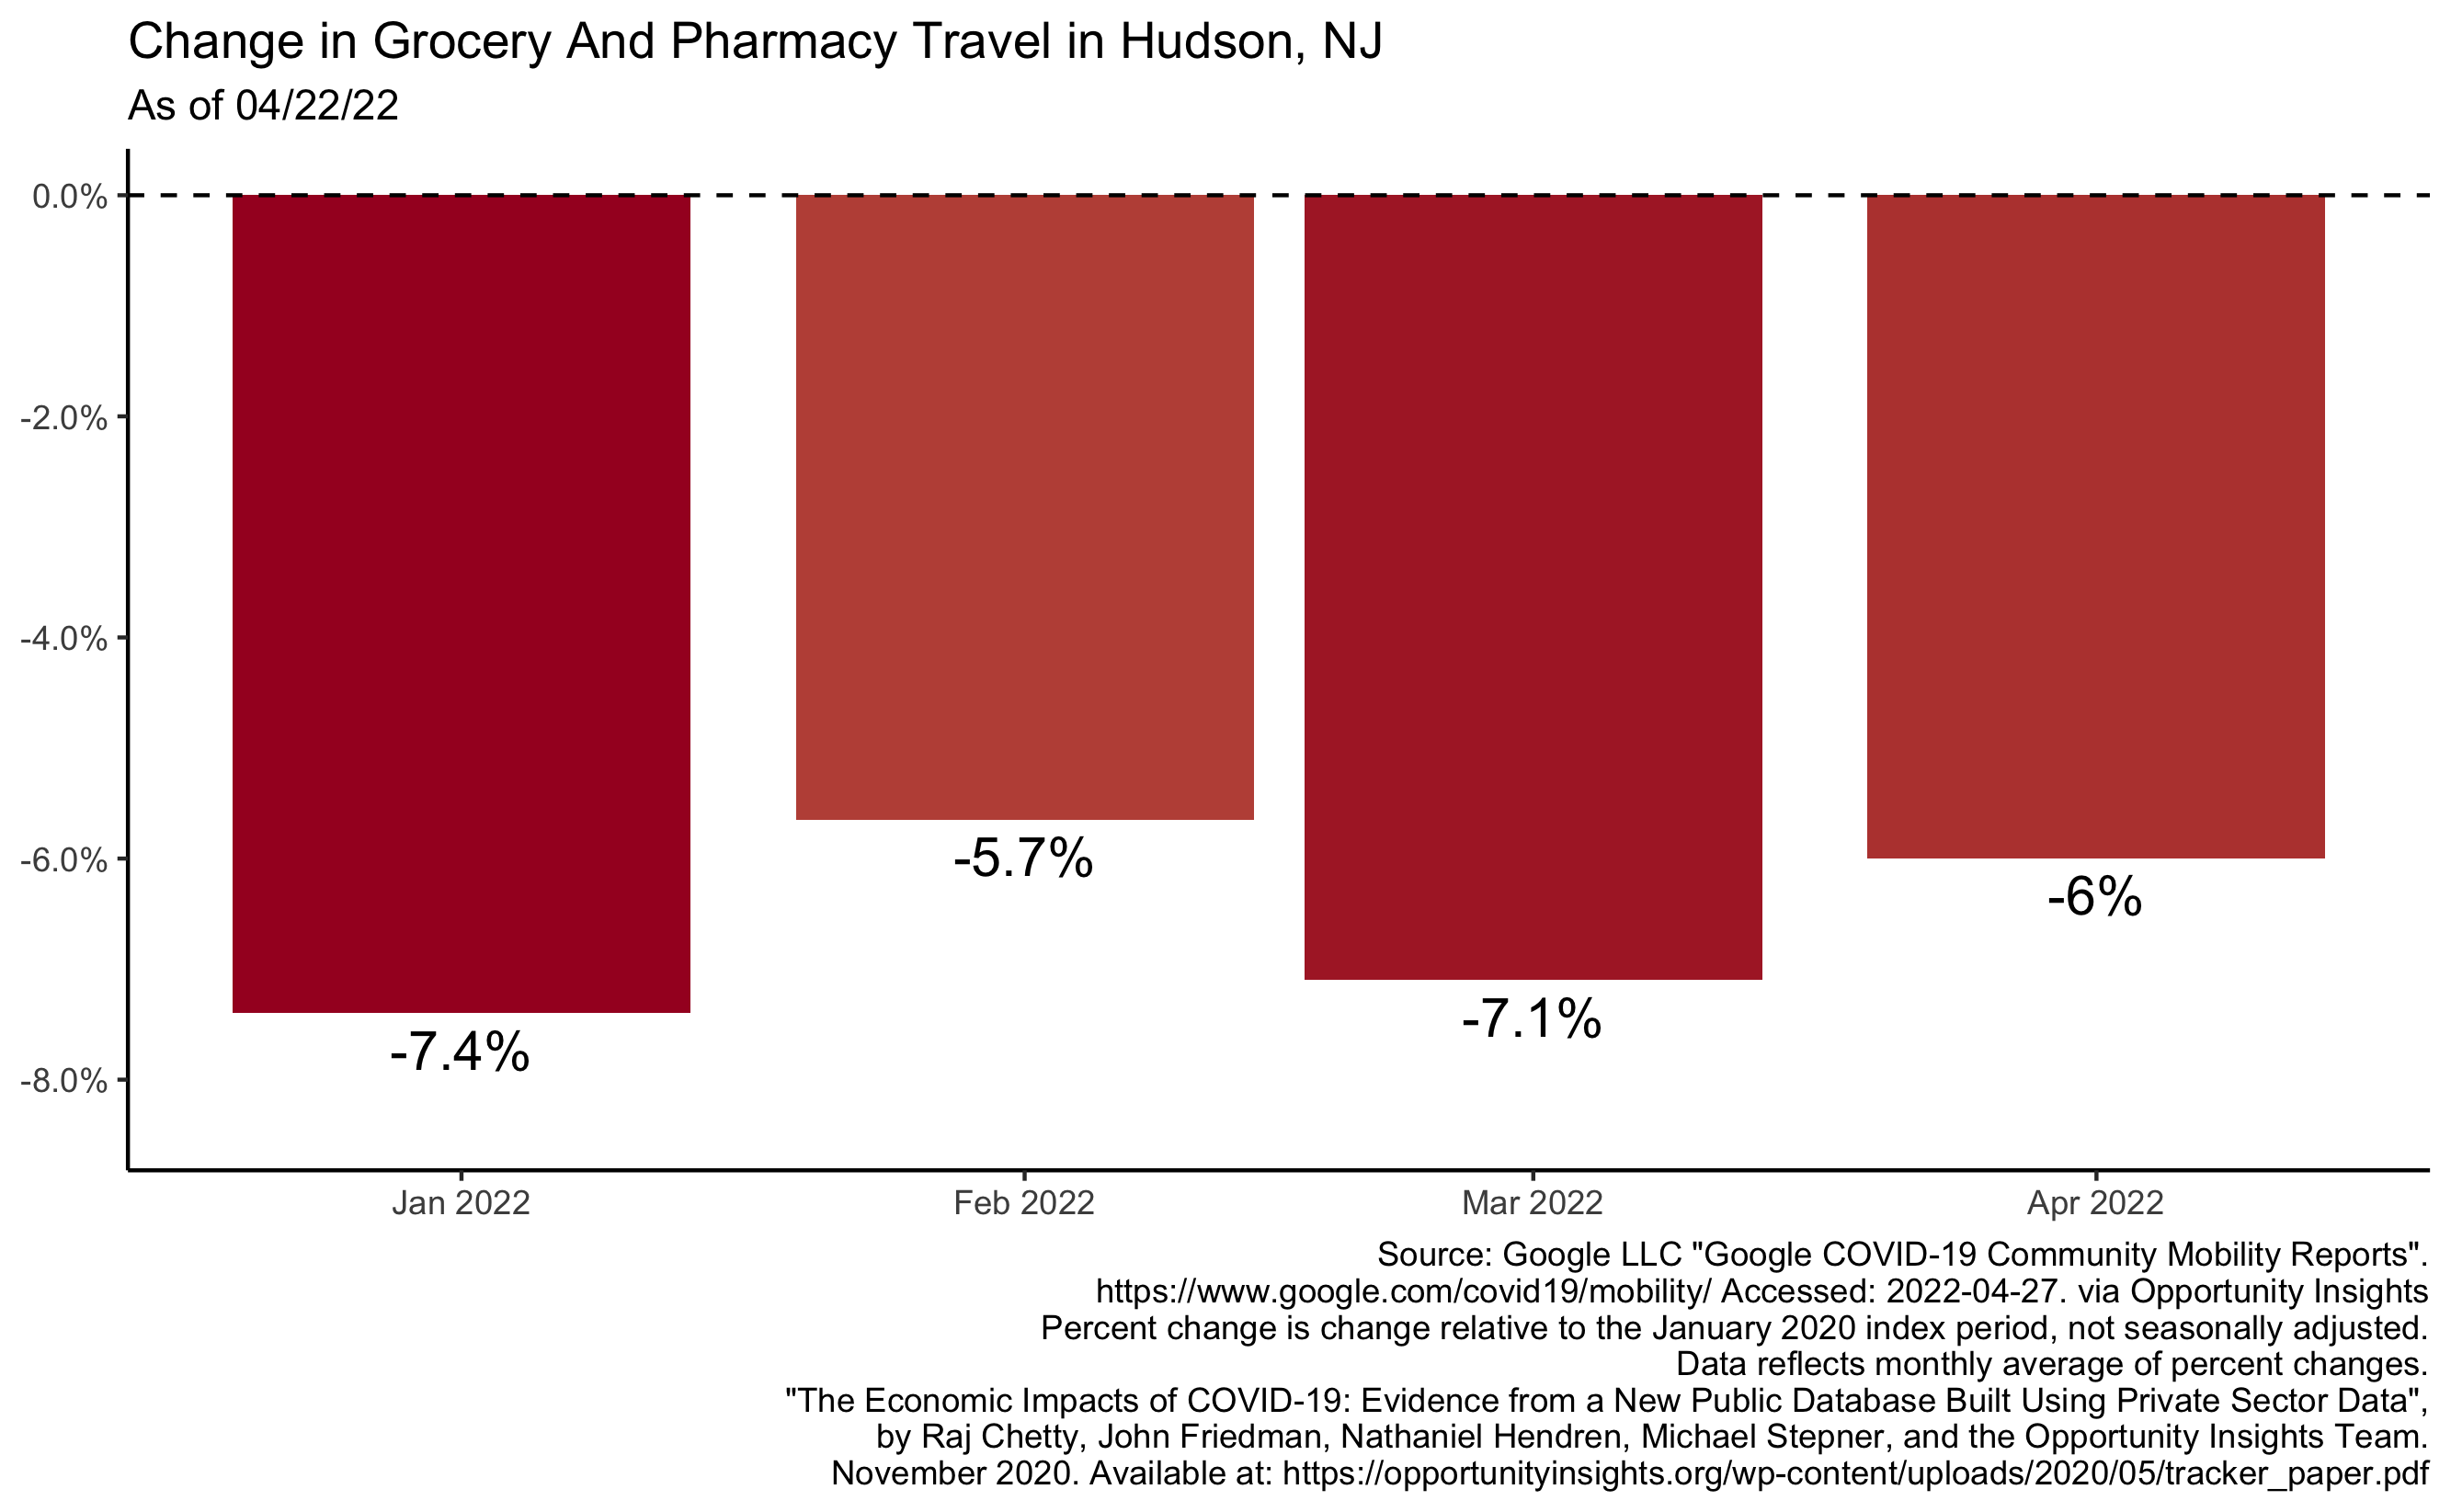 Change in Grocery And Pharmacy Travel in Hudson, NJ
As of 04/22/22
0.0%
-2.0%
-4.0%
-6.0%
-8.0%
-7.4%
-5.7%
-7.1%
-6%
Jan 2022
Feb 2022
Mar 2022
Apr 2022
Source: Google LLC "Google COVID-19 Community Mobility Reports".
https://www.google.com/covid19/mobility/ Accessed: 2022-04-27. via Opportunity Insights
Percent change is change relative to the January 2020 index period, not seasonally adjusted.
Data reflects monthly average of percent changes.
"The Economic Impacts of COVID-19: Evidence from a New Public Database Built Using Private Sector Data",
by Raj Chetty, John Friedman, Nathaniel Hendren, Michael Stepner, and the Opportunity Insights Team.
November 2020. Available at: https://opportunityinsights.org/wp-content/uploads/2020/05/tracker_paper.pdf